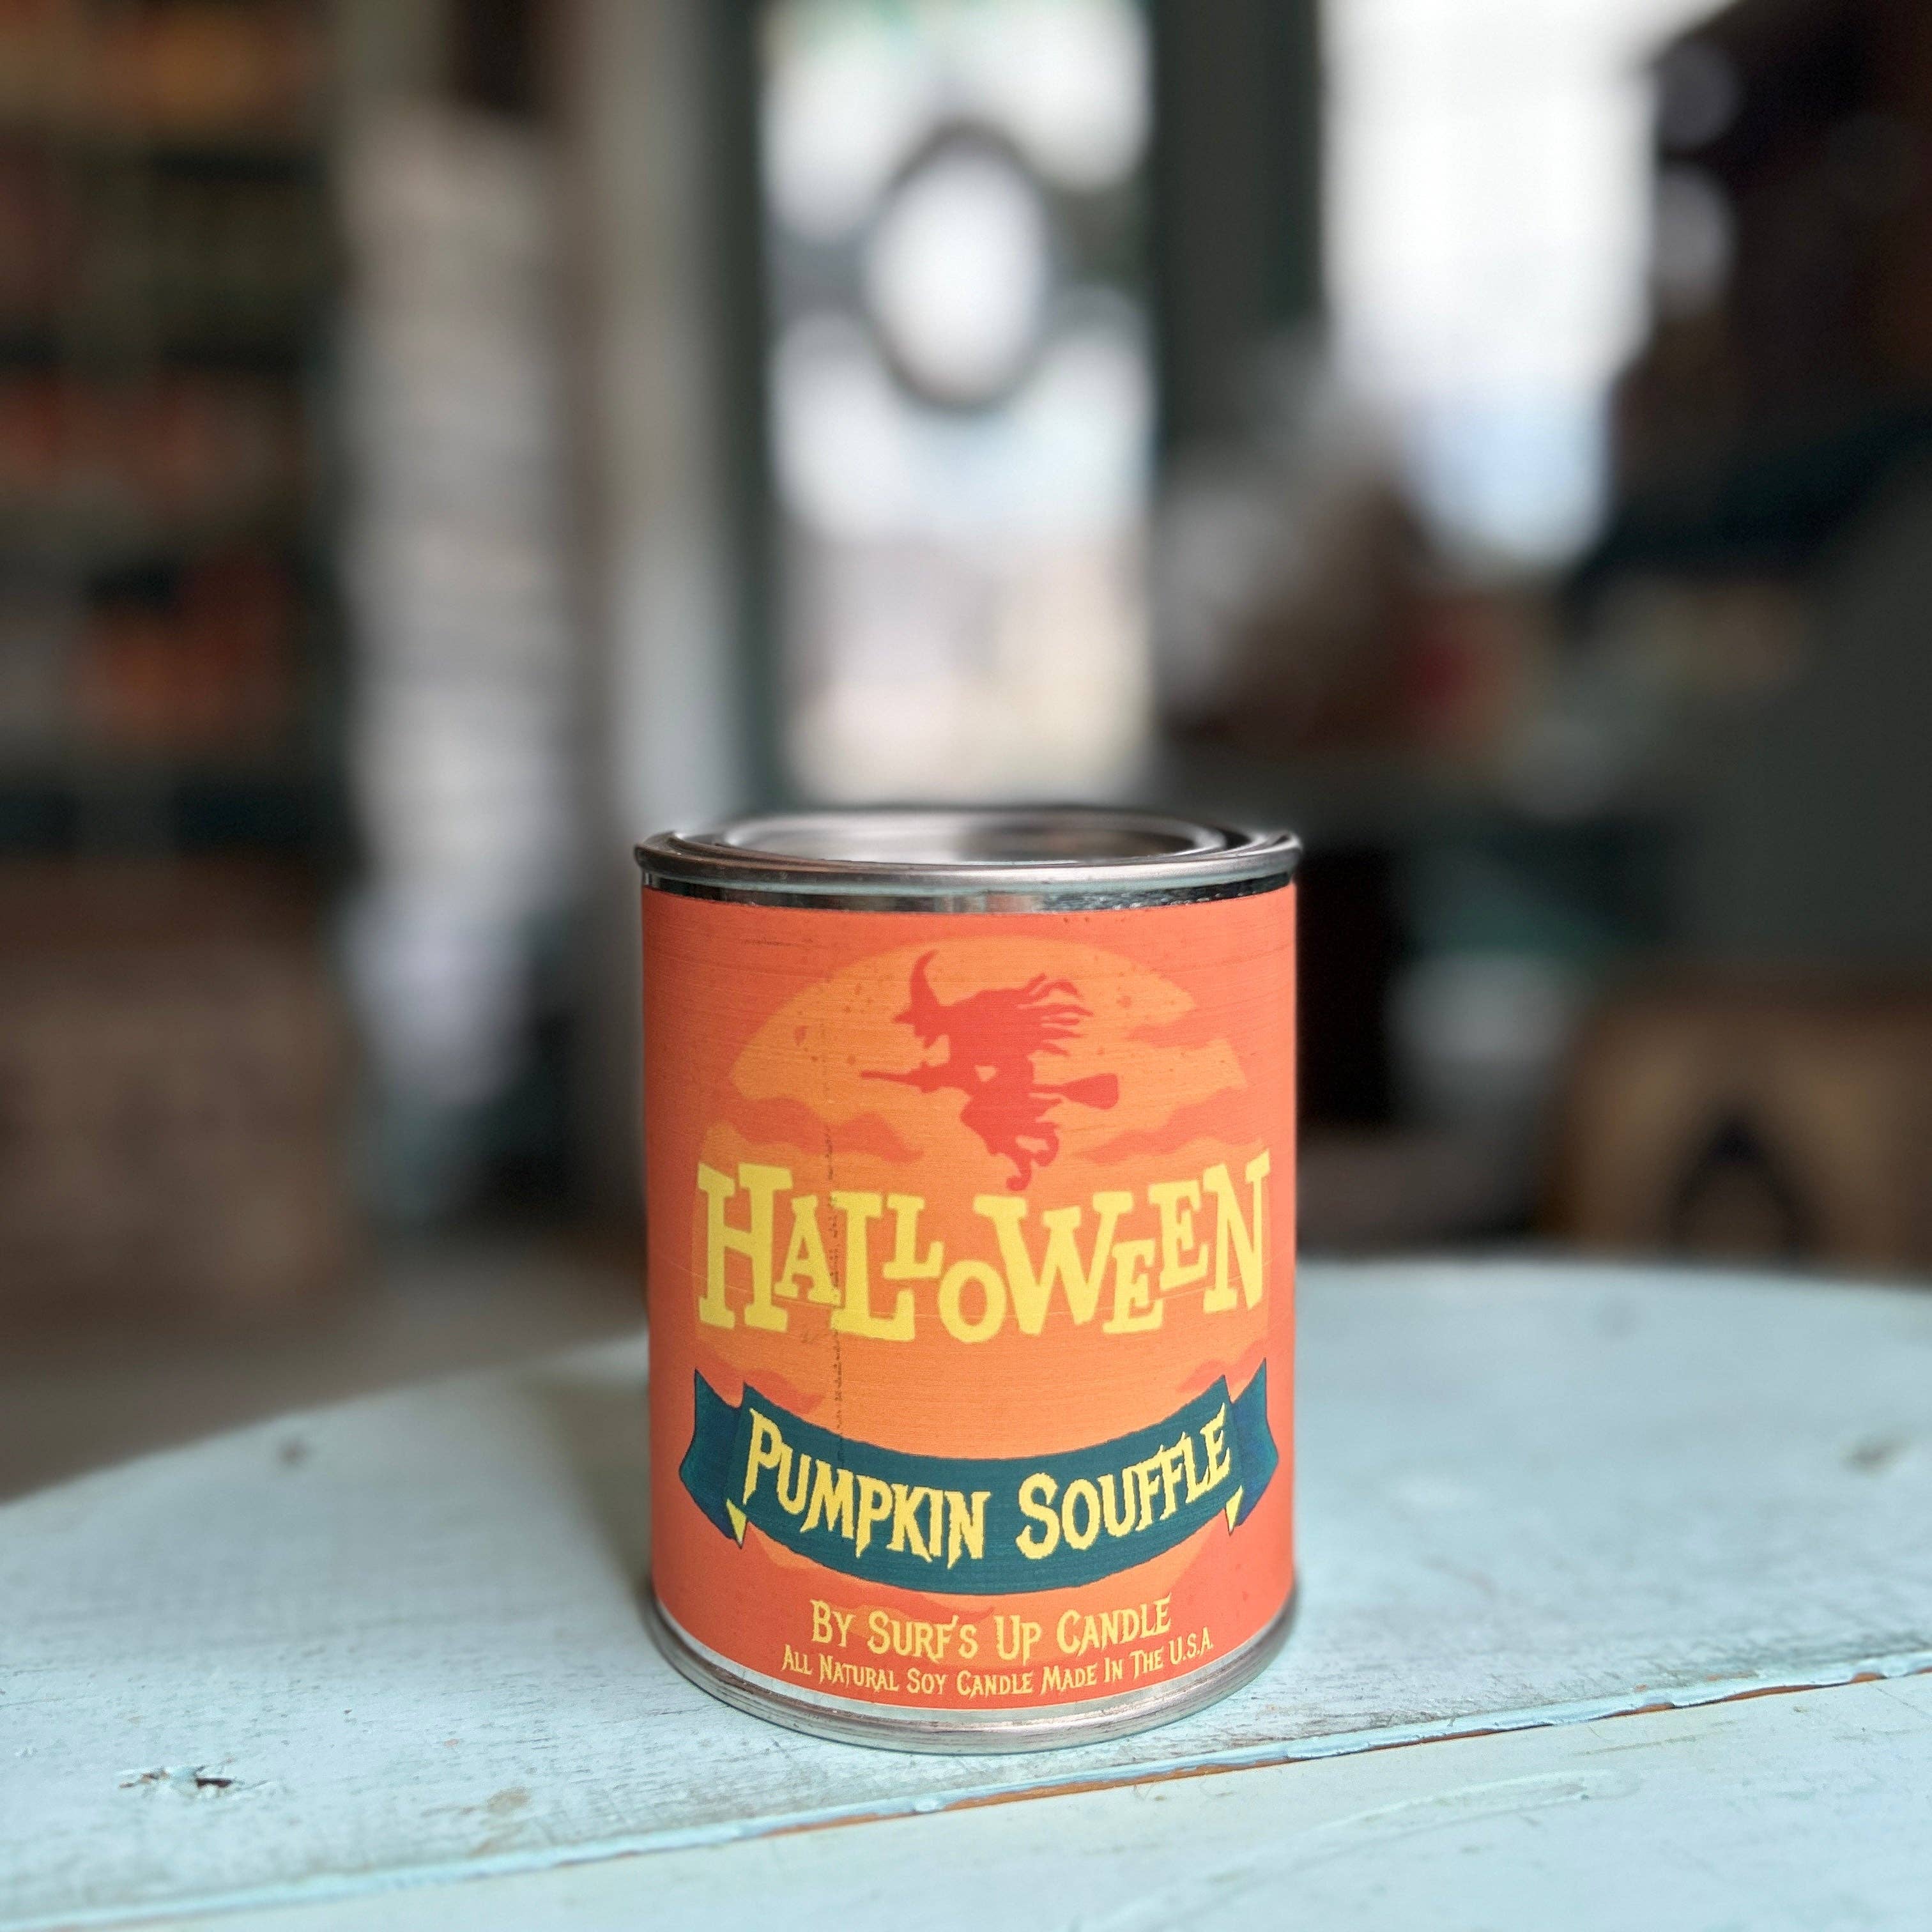 HALLOWEEN
PUMPKIN SOUFFLE
BY SURF'S UP CANDLE
ALL NATURAL SOY CANDLE MADE IN THE U.S.A.